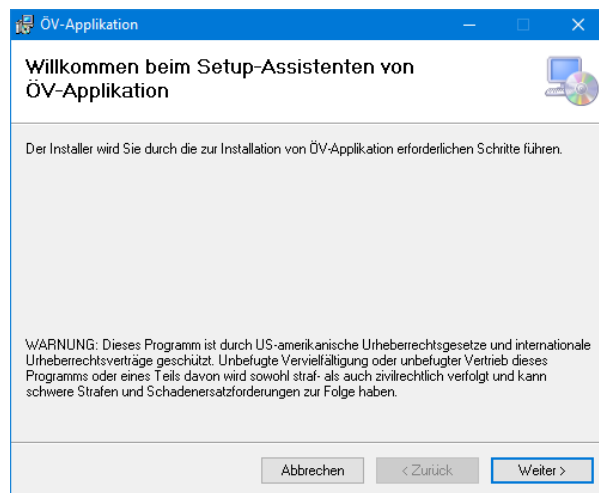 ÖV-Applikation
Willkommen beim Setup-Assistenten von
ÖV-Applikation
Der Installer wird Sie durch die zur Installation von ÖV-Applikation erforderlichen Schritte führen.
WARNUNG: Dieses Programm ist durch US-amerikanische Urheberrechtsgesetze und internationale
Urheberrechtsverträge geschützt. Unbefugte Vervielfältigung oder unbefugter Vertrieb dieses
Programms oder eines Teils davon wird sowohl straf- als auch zivilrechtlich verfolgt und kann
schwere Strafen und Schadenersatzforderungen zur Folge haben.
Abbrechen < Zurück Weiter >